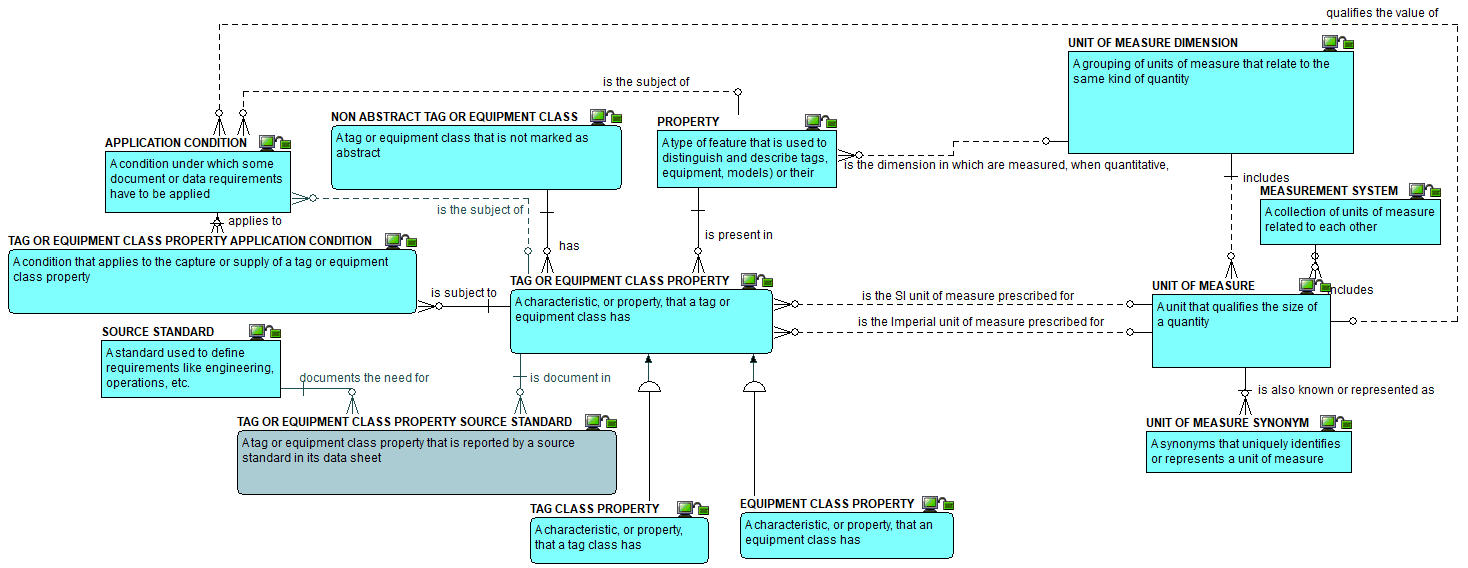 qualifies the value of
UNIT OF MEASURE DIMENSION
A grouping of units of measure that relate to the
same kind of quantity
is the subject of
NON ABSTRACT TAG OR EQUIPMENT CLASS
A tag or equipment class that is not marked as
abstract
PROPERTY
A type of feature that is used to
distinguish and describe tags,
equipment, models) or their
is the dimension in which are measured, when quantitative,
APPLICATION CONDITION
A condition under which some
document or data requirements
have to be applied
includes
MEASUREMENT SYSTEM
A collection of units of measure
related to each other
is the subject of
applies to
TAG OR EQUIPMENT CLASS PROPERTY APPLICATION CONDITION
A condition that applies to the capture or supply of a tag or equipment
class property
has
is present in
is subject to
TAG OR EQUIPMENT CLASS PROPERTY
A characteristic, or property, that a tag or
equipment class has
is the SI unit of measure prescribed for
is the Imperial unit of measure prescribed for
UNIT OF MEASURE
includes
A unit that qualifies the size of
a quantity
SOURCE STANDARD
A standard used to define
requirements like engineering,
operations, etc.
documents the need for
is document in
is also known or represented as
TAG OR EQUIPMENT CLASS PROPERTY SOURCE STANDARD
A tag or equipment class property that is reported by a source
standard in its data sheet
UNIT OF MEASURE SYNONYM
A synonyms that uniquely identifies
or represents a unit of measure
TAG CLASS PROPERTY
A characteristic, or property,
that a tag class has
EQUIPMENT CLASS PROPERTY
A characteristic, or property, that an
equipment class has